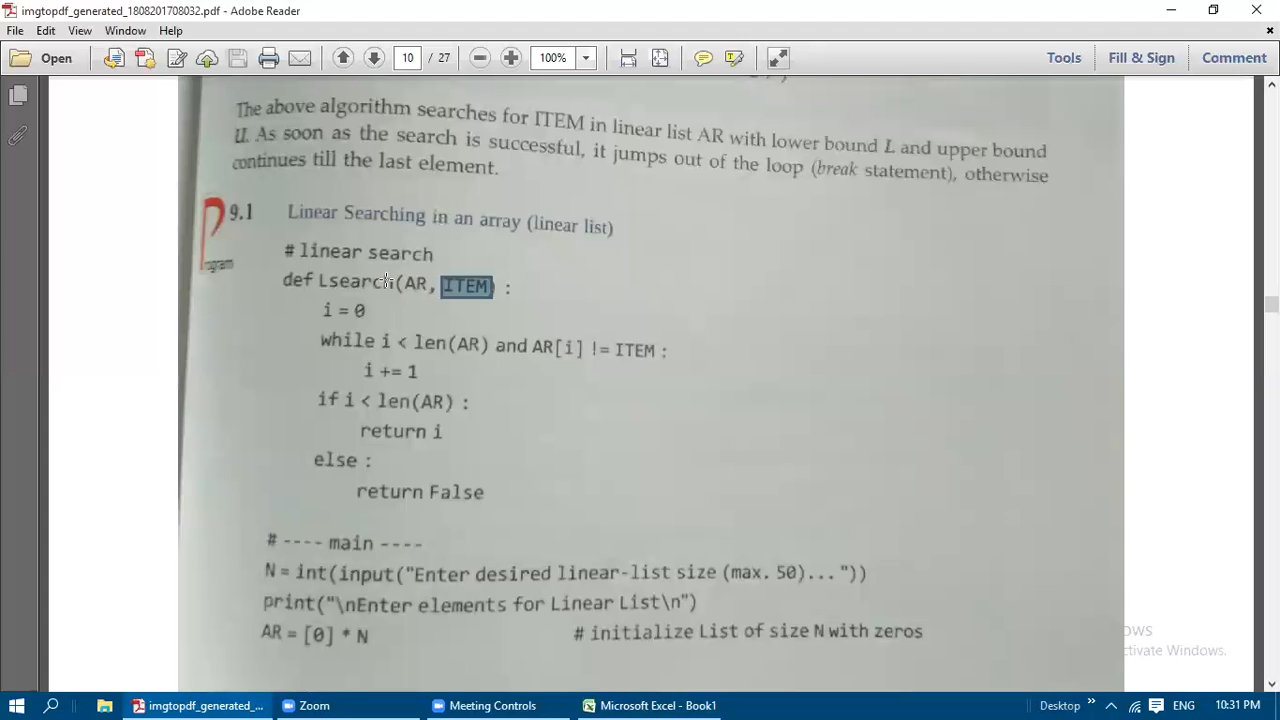 imgtopdf_generated_1808201708032.pdf - Adobe Reader
File Edit View Window Help
Open 10 / 27 100% Tools Fill & Sign Comment
The above algorithm searches for ITEM in linear list AR with lower bound L and upper bound
U. As soon as the search is successful, it jumps out of the loop (break statement), otherwise
continues till the last element.
9.1 Linear Searching in an array (linear list)
# linear search
def Lsearch(AR, ITEM) :
i = 0
while i < len(AR) and AR[i] != ITEM :
i += 1
if i < len(AR) :
return i
else :
return False
# ---- main ----
N = int(input("Enter desired linear-list size (max. 50)... "))
print("\nEnter elements for Linear List\n")
AR = [0] * N # initialize List of size N with zeros
imgtopdf_generated_... Zoom Meeting Controls Microsoft Excel - Book1 Desktop ENG 10:31 PM